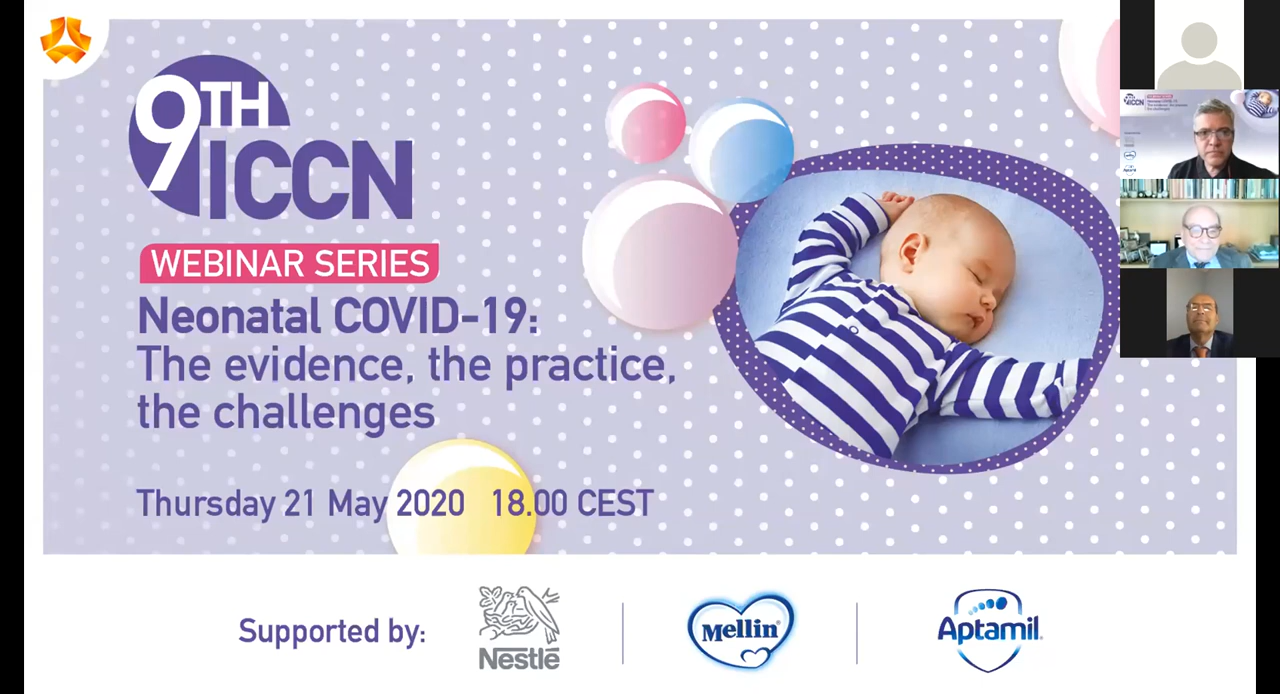 9TH
ICCN
WEBINAR SERIES
Neonatal COVID-19:
The evidence, the practice,
the challenges
Thursday 21 May 2020 18.00 CEST
Supported by:
Nestlé
Mellin®
Aptamil